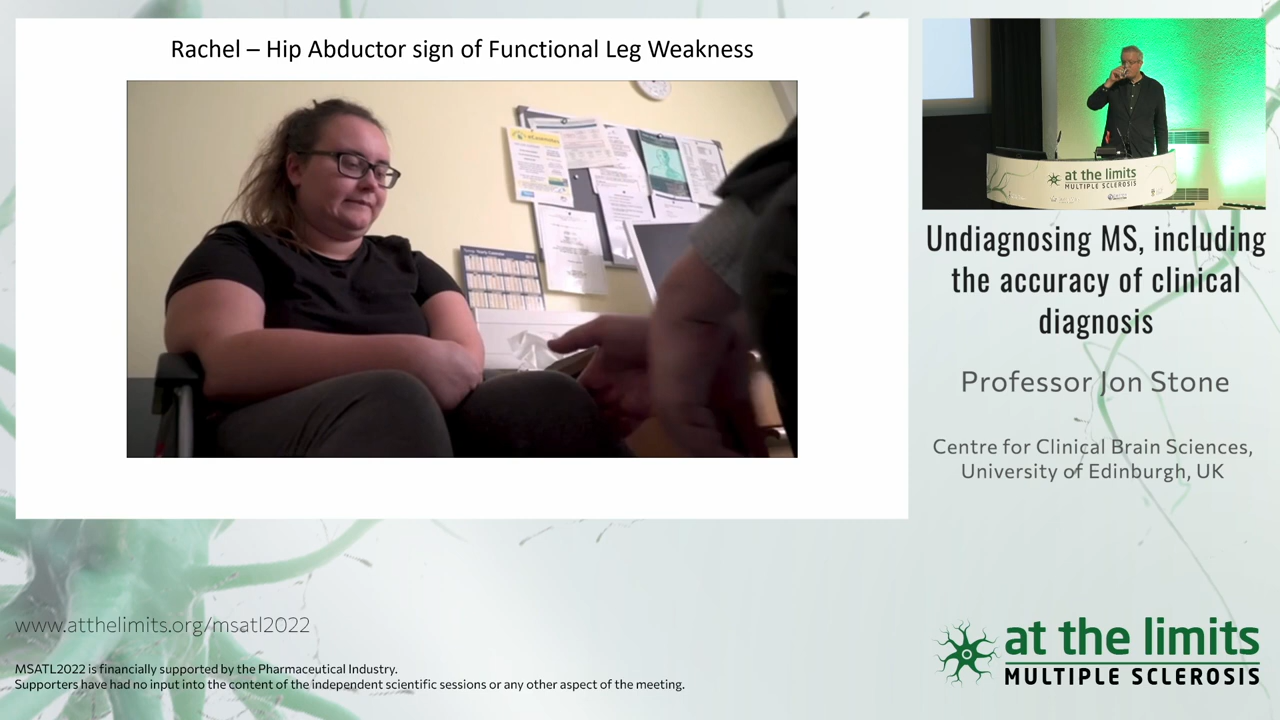 Rachel – Hip Abductor sign of Functional Leg Weakness
at the limits
MULTIPLE SCLEROSIS
Undiagnosing MS, including
the accuracy of clinical
diagnosis
Professor Jon Stone
Centre for Clinical Brain Sciences,
University of Edinburgh, UK
www.atthelimits.org/msatl2022
MSATL2022 is financially supported by the Pharmaceutical Industry.
Supporters have had no input into the content of the independent scientific sessions or any other aspect of the meeting.
at the limits
MULTIPLE SCLEROSIS